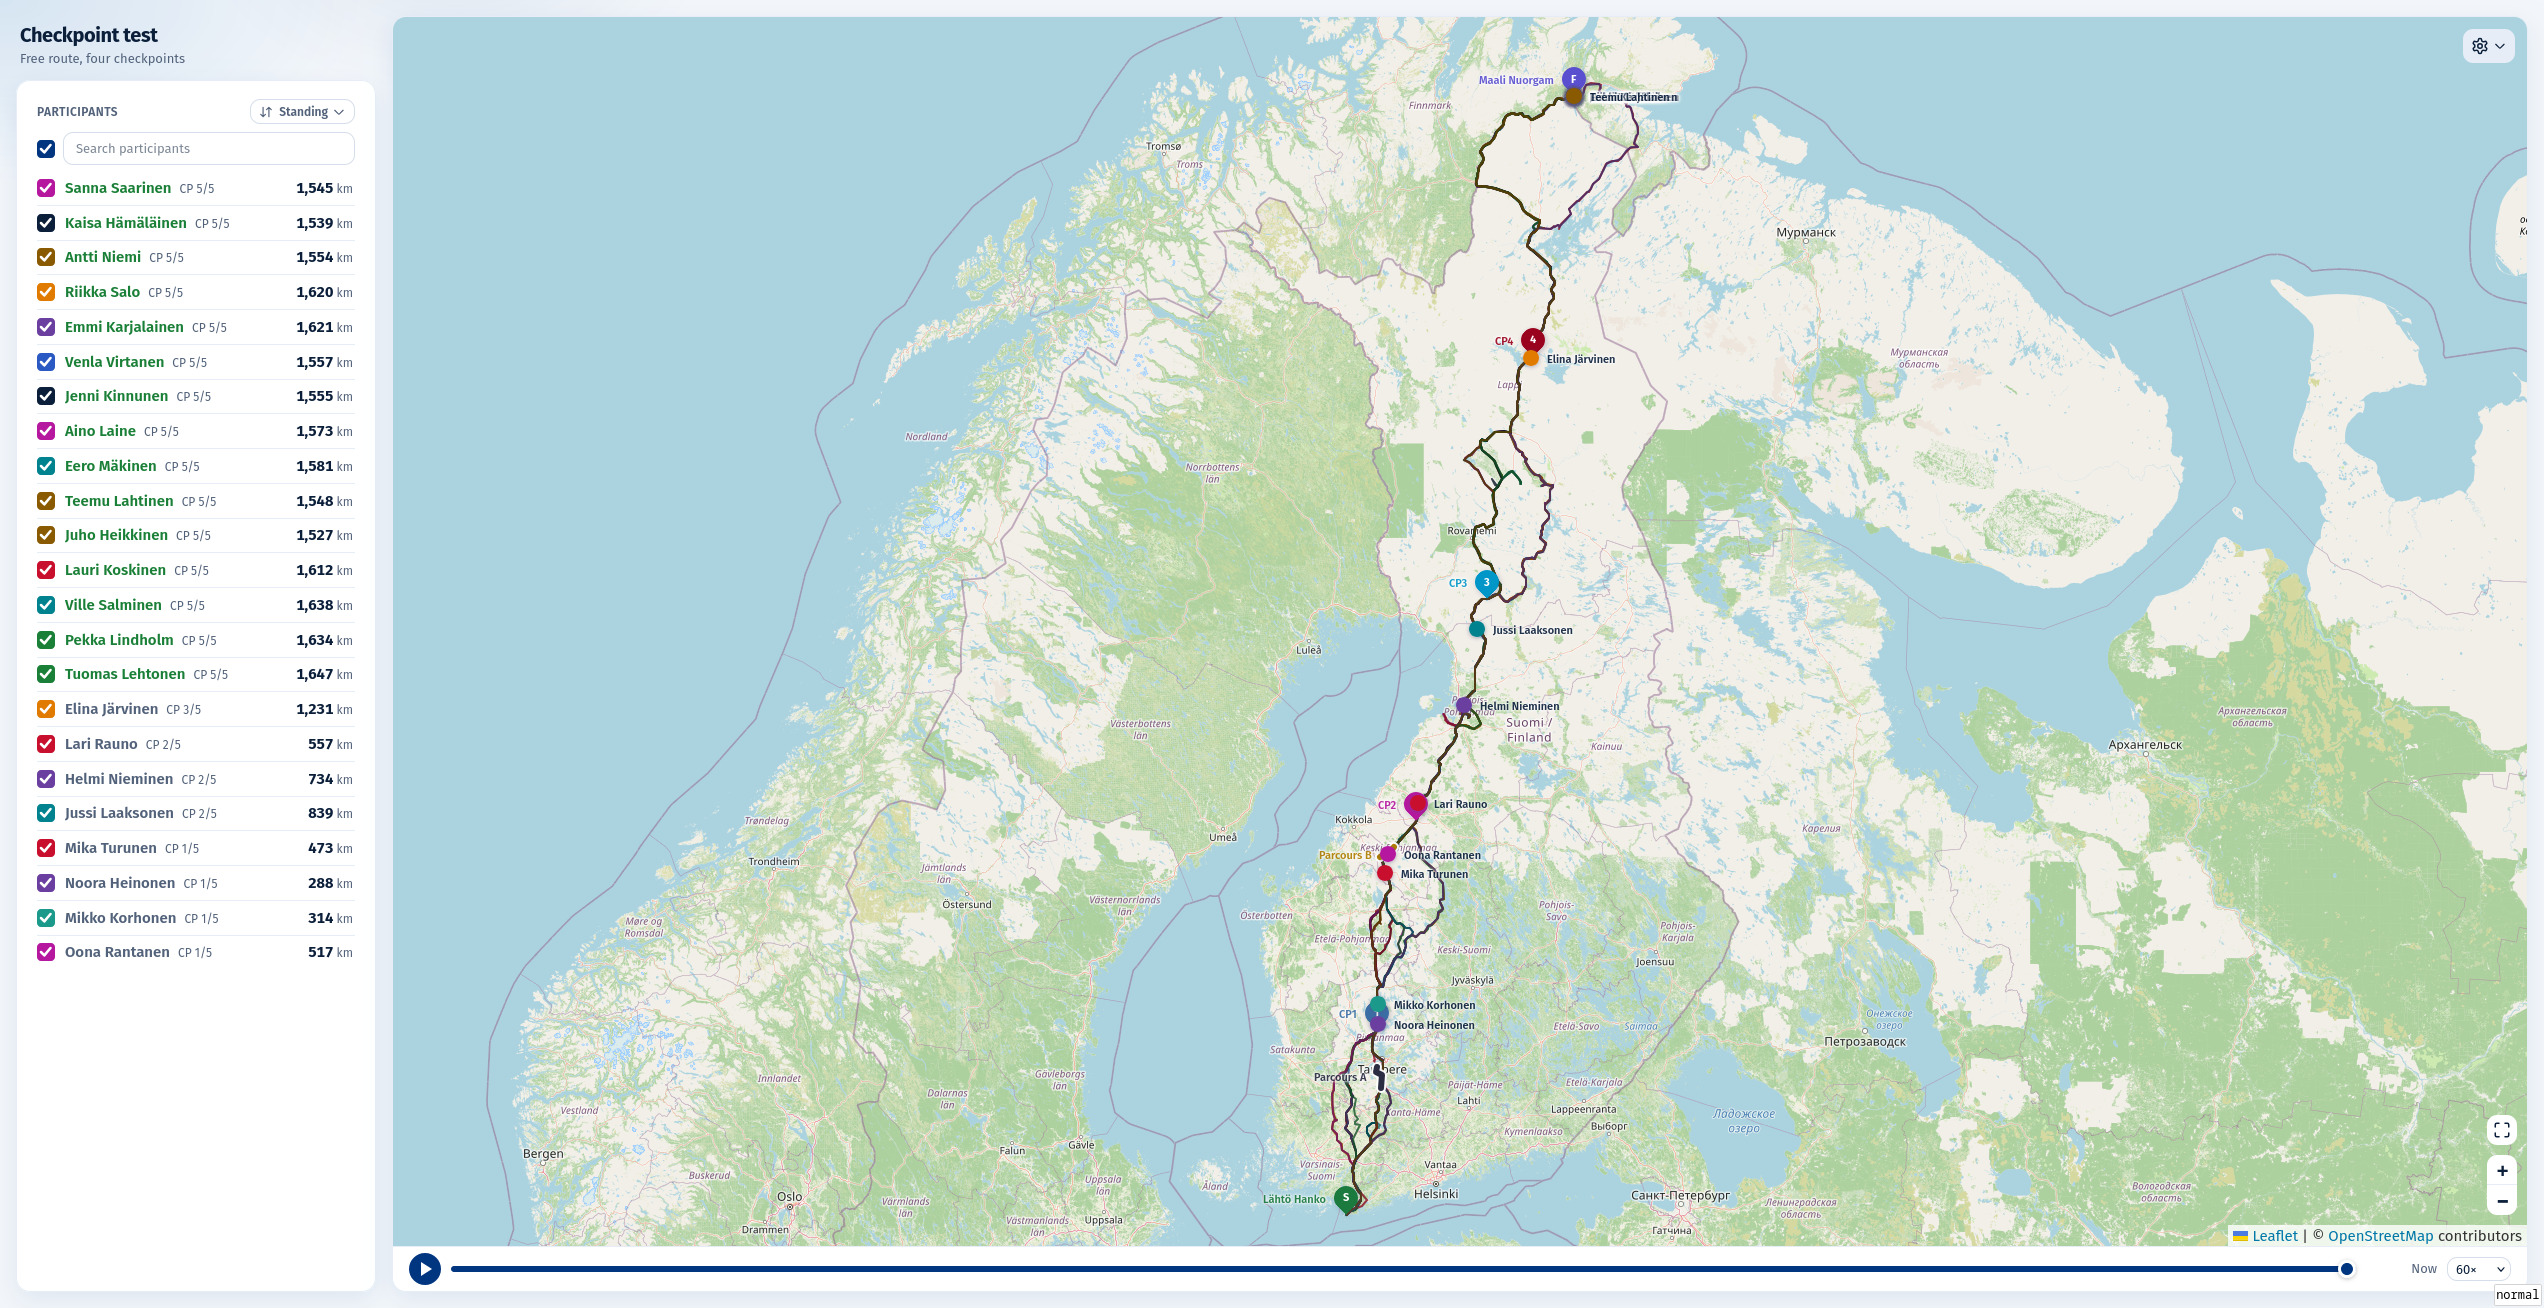 Checkpoint test
Free route, four checkpoints
PARTICIPANTS
Standing
Search participants
Sanna Saarinen CP 5/5 1,545 km
Kaisa Hämäläinen CP 5/5 1,539 km
Antti Niemi CP 5/5 1,554 km
Riikka Salo CP 5/5 1,620 km
Emmi Karjalainen CP 5/5 1,621 km
Venla Virtanen CP 5/5 1,557 km
Jenni Kinnunen CP 5/5 1,555 km
Aino Laine CP 5/5 1,573 km
Eero Mäkinen CP 5/5 1,581 km
Teemu Lahtinen CP 5/5 1,548 km
Juho Heikkinen CP 5/5 1,527 km
Lauri Koskinen CP 5/5 1,612 km
Ville Salminen CP 5/5 1,638 km
Pekka Lindholm CP 5/5 1,634 km
Tuomas Lehtonen CP 5/5 1,647 km
Elina Järvinen CP 3/5 1,231 km
Lari Rauno CP 2/5 557 km
Helmi Nieminen CP 2/5 734 km
Jussi Laaksonen CP 2/5 839 km
Mika Turunen CP 1/5 473 km
Noora Heinonen CP 1/5 288 km
Mikko Korhonen CP 1/5 314 km
Oona Rantanen CP 1/5 517 km
Maali Nuorgam F
Teemu Lahtinen
Finnmark
Tromsø
Troms
Мурманск
CP4 4
Elina Järvinen
Мурманская
область
Nordland
Norrbottens
län
Rovaniemi
CP3 3
Jussi Laaksonen
Luleå
Helmi Nieminen
Suomi /
Finland
Västerbottens
län
Kainuu
Архангельская
область
Архангельск
CP2
Lari Rauno
Kokkola
Trøndelag
Umeå
Карелия
Parcours B
Oona Rantanen
Mika Turunen
Trondheim
Jämtlands
län
Östersund
Västernorrlands
län
Österbotten
Pohjois-
Savo
Møre og
Romsdal
Etelä-Pohjanmaa
Keski-Suomi
Pohjois-
Karjala
Joensuu
Jyväskylä
Mikko Korhonen
CP1
Noora Heinonen
Etelä-Savo
Saimaa
Онежское
озеро
Петрозаводск
Satakunta
Parcours A
Tampere
Innlandet
Gävleborgs
län
Päijät-Häme
Etelä-Karjala
Dalarnas
län
Vestland
Lahti
Lappeenranta
Kanta-Häme
Ладожское
озеро
Выборг
Kymenlaakso
Bergen
Falun
Gävle
Buskerud
Varsinais-
Suomi
Vantaa
Åland
Uppsala
län
Oslo
Värmlands
län
Lähtö Hanko S
Helsinki
Санкт-Петербург
Ленинградская
область
Вологодская
область
Drammen
Västmanlands
län
Uppsala
Гатчина
+
−
Leaflet | © OpenStreetMap contributors
Now
60×
normal